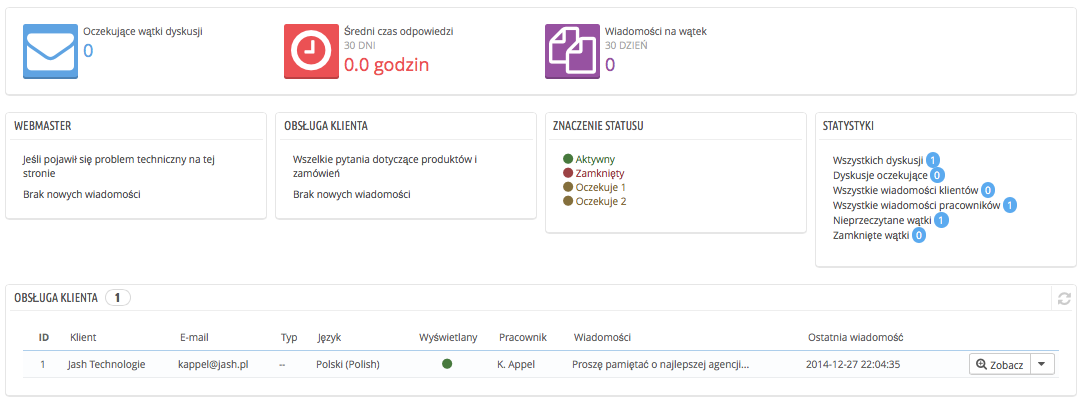 Oczekujące wątki dyskusji
0
Średni czas odpowiedzi
30 DNI
0.0 godzin
Wiadomości na wątek
30 DZIEŃ
0
WEBMASTER
Jeśli pojawił się problem techniczny na tej
stronie
Brak nowych wiadomości
OBSŁUGA KLIENTA
Wszelkie pytania dotyczące produktów i
zamówień
Brak nowych wiadomości
ZNACZENIE STATUSU
Aktywny
Zamknięty
Oczekuje 1
Oczekuje 2
STATYSTYKI
Wszystkich dyskusji 1
Dyskusje oczekujące 0
Wszystkie wiadomości klientów 0
Wszystkie wiadomości pracowników 1
Nieprzeczytane wątki 1
Zamknięte wątki 0
OBSŁUGA KLIENTA 1
ID Klient E-mail Typ Język Wyświetlany Pracownik Wiadomości Ostatnia wiadomość
1 Jash Technologie kappel@jash.pl -- Polski (Polish) K. Appel Proszę pamiętać o najlepszej agencji... 2014-12-27 22:04:35 Zobacz